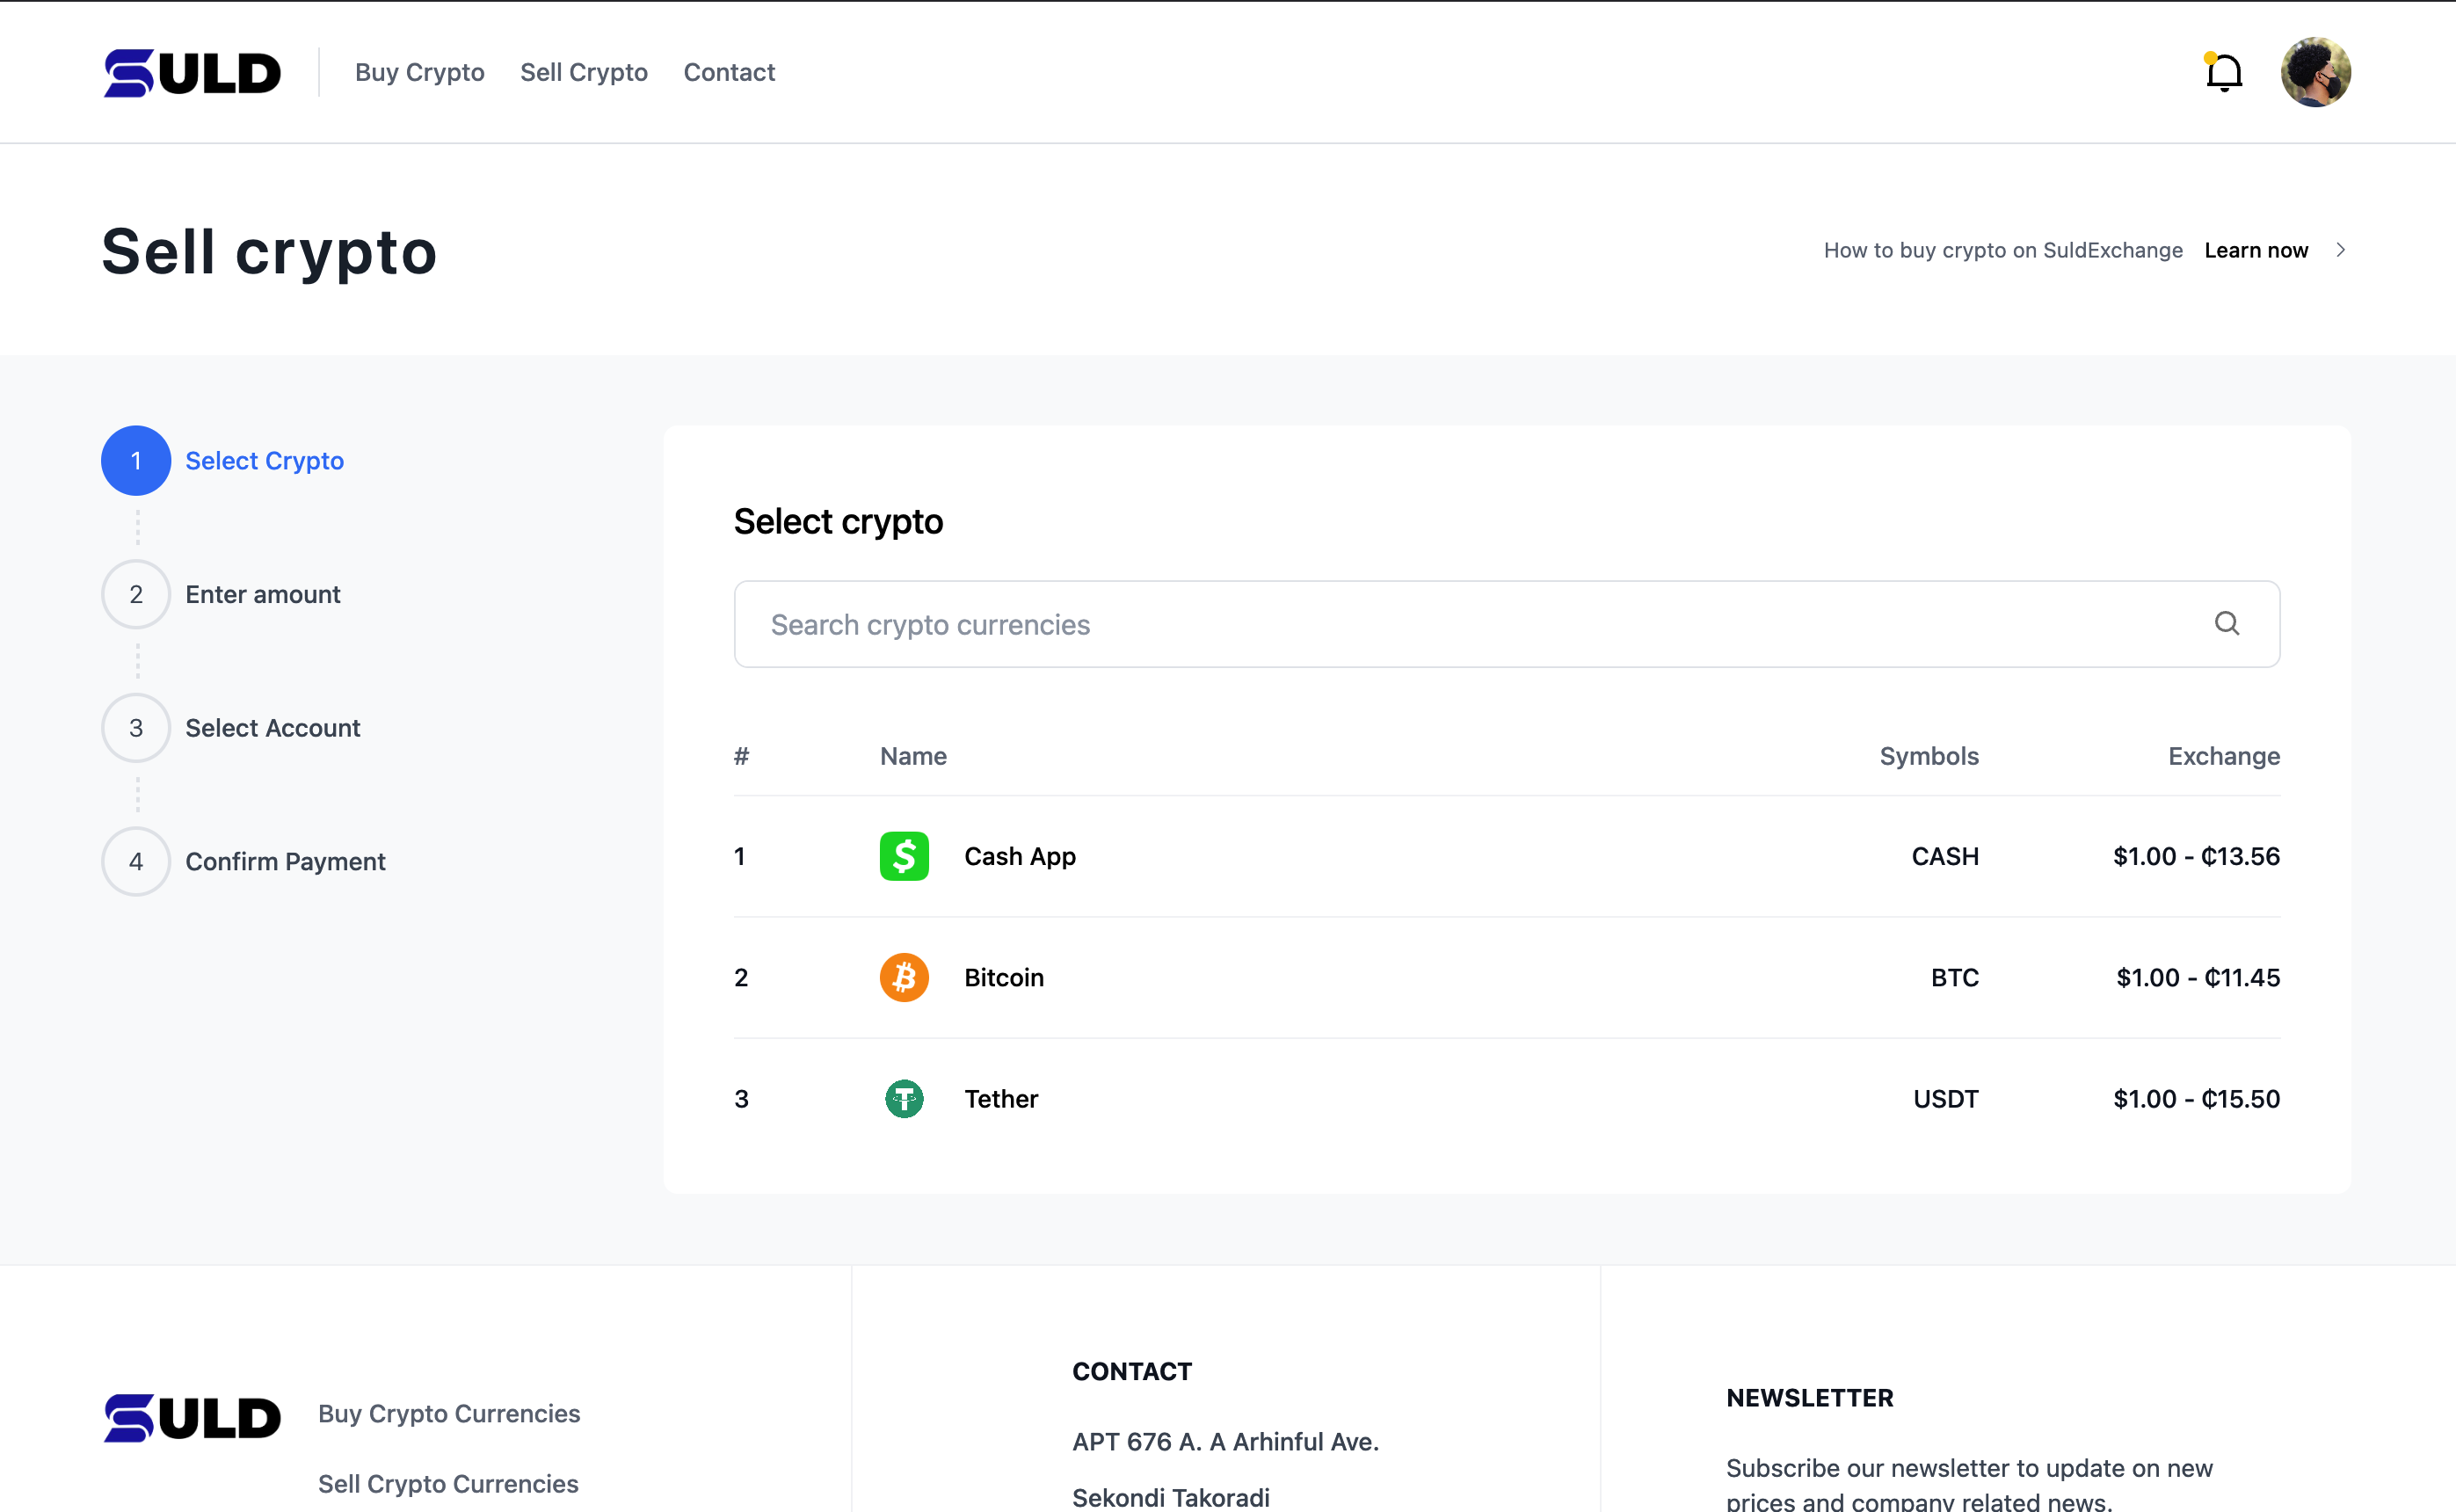 SULD
Buy Crypto
Sell Crypto
Contact
Sell crypto
How to buy crypto on SuldExchange
Learn now
1
Select Crypto
2
Enter amount
3
Select Account
4
Confirm Payment
Select crypto
Search crypto currencies
# Name Symbols Exchange
1 Cash App CASH $1.00 - ₵13.56
2 Bitcoin BTC $1.00 - ₵11.45
3 Tether USDT $1.00 - ₵15.50
SULD
Buy Crypto Currencies
Sell Crypto Currencies
CONTACT
APT 676 A. A Arhinful Ave.
Sekondi Takoradi
NEWSLETTER
Subscribe our newsletter to update on new
prices and company related news.